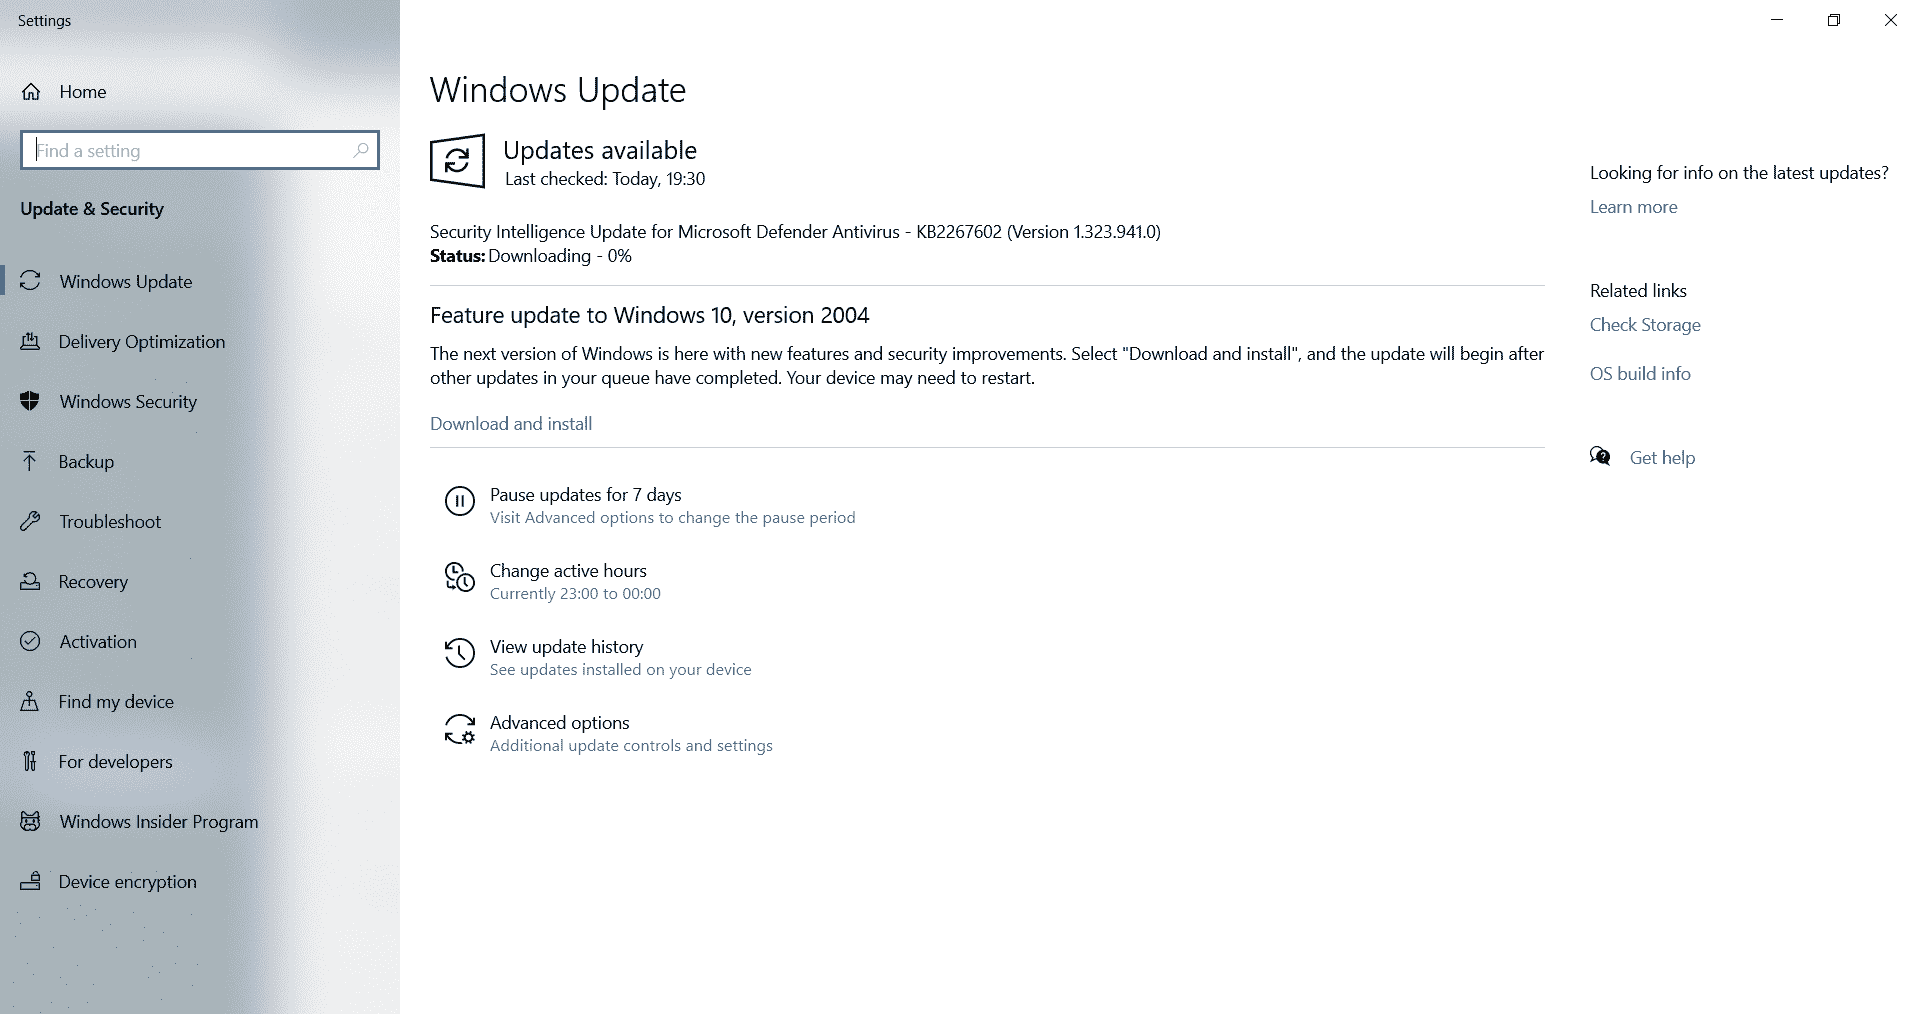 Settings
Home
Find a setting
Update & Security
Windows Update
Delivery Optimization
Windows Security
Backup
Troubleshoot
Recovery
Activation
Find my device
For developers
Windows Insider Program
Device encryption
Windows Update
Updates available
Last checked: Today, 19:30
Security Intelligence Update for Microsoft Defender Antivirus - KB2267602 (Version 1.323.941.0)
Status: Downloading - 0%
Feature update to Windows 10, version 2004
The next version of Windows is here with new features and security improvements. Select "Download and install", and the update will begin after
other updates in your queue have completed. Your device may need to restart.
Download and install
Pause updates for 7 days
Visit Advanced options to change the pause period
Change active hours
Currently 23:00 to 00:00
View update history
See updates installed on your device
Advanced options
Additional update controls and settings
Looking for info on the latest updates?
Learn more
Related links
Check Storage
OS build info
Get help